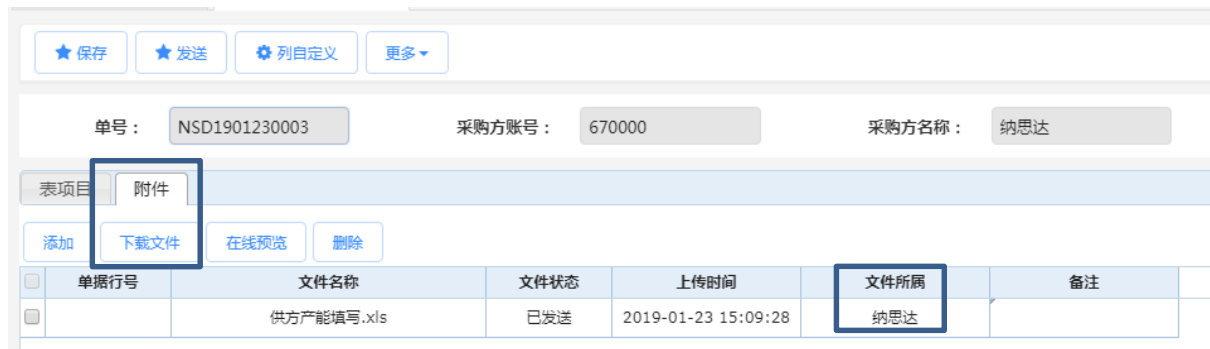 保存 发送 列自定义 更多
单号： NSD1901230003 采购方账号： 670000 采购方名称： 纳思达
表项目 附件
添加 下载文件 在线预览 删除
单据行号 文件名称 文件状态 上传时间 文件所属 备注
供方产能填写.xls 已发送 2019-01-23 15:09:28 纳思达